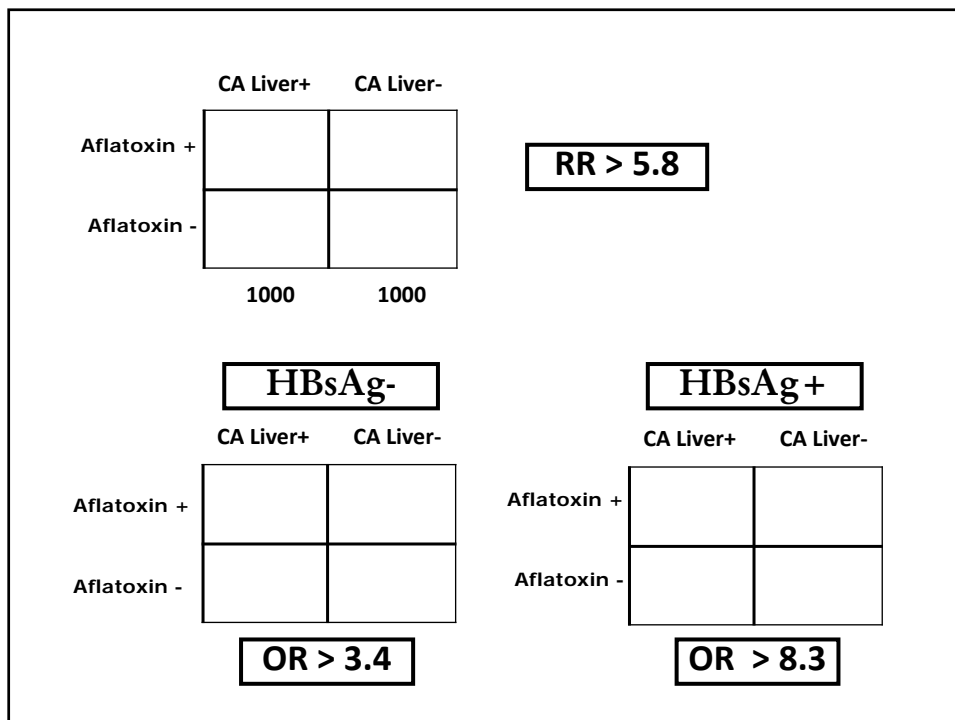 CA Liver+ CA Liver-
Aflatoxin +
RR > 5.8
Aflatoxin -
1000 1000
HBsAg- HBsAg+
CA Liver+ CA Liver- CA Liver+ CA Liver-
Aflatoxin + Aflatoxin +
Aflatoxin - Aflatoxin -
OR > 3.4 OR > 8.3